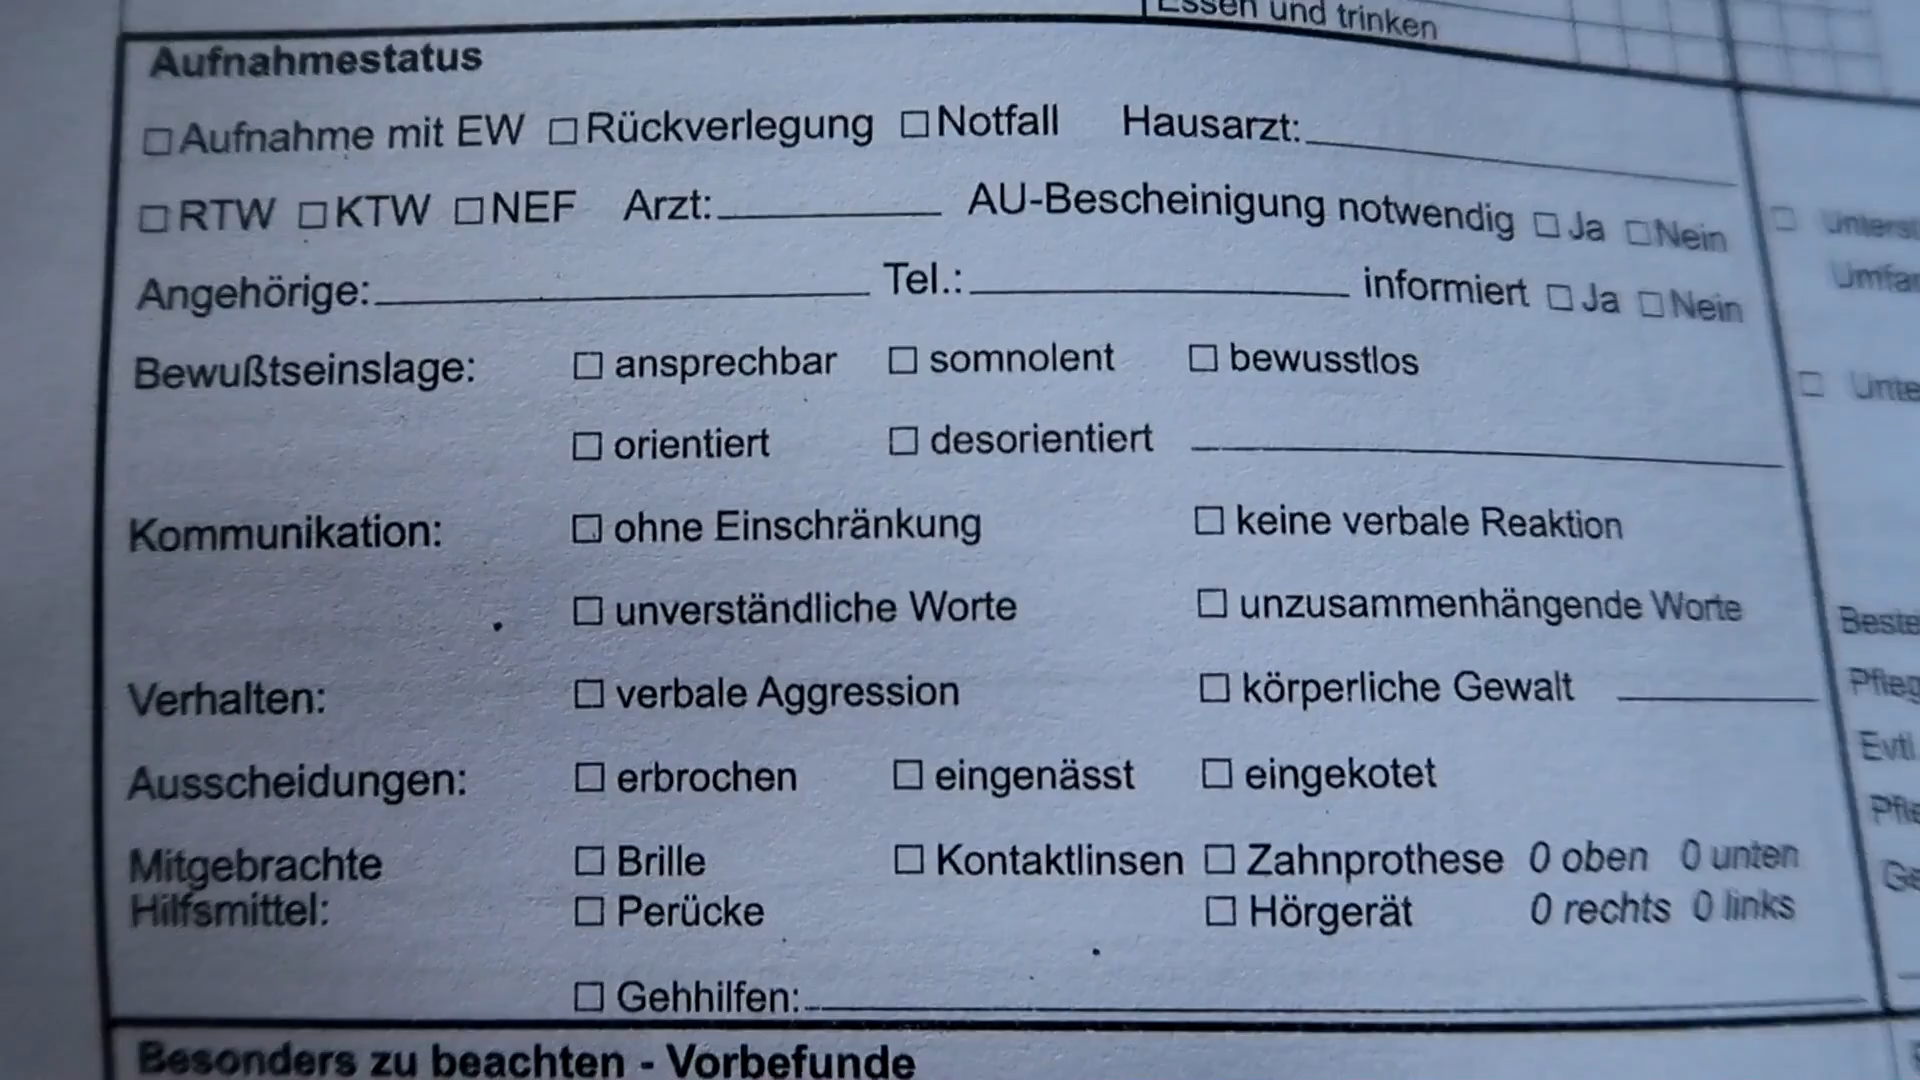 Essen und trinken
Aufnahmestatus
☐ Aufnahme mit EW ☐ Rückverlegung ☐ Notfall Hausarzt:
☐ RTW ☐ KTW ☐ NEF Arzt: AU-Bescheinigung notwendig ☐ Ja ☐ Nein
Angehörige: Tel.: informiert ☐ Ja ☐ Nein
Bewußtseinslage: ☐ ansprechbar ☐ somnolent ☐ bewusstlos
☐ orientiert ☐ desorientiert
Kommunikation: ☐ ohne Einschränkung ☐ keine verbale Reaktion
☐ unverständliche Worte ☐ unzusammenhängende Worte
Verhalten: ☐ verbale Aggression ☐ körperliche Gewalt
Ausscheidungen: ☐ erbrochen ☐ eingenässt ☐ eingekotet
Mitgebrachte ☐ Brille ☐ Kontaktlinsen ☐ Zahnprothese 0 oben 0 unten
Hilfsmittel: ☐ Perücke ☐ Hörgerät 0 rechts 0 links
☐ Gehhilfen:
Besonders zu beachten - Vorbefunde